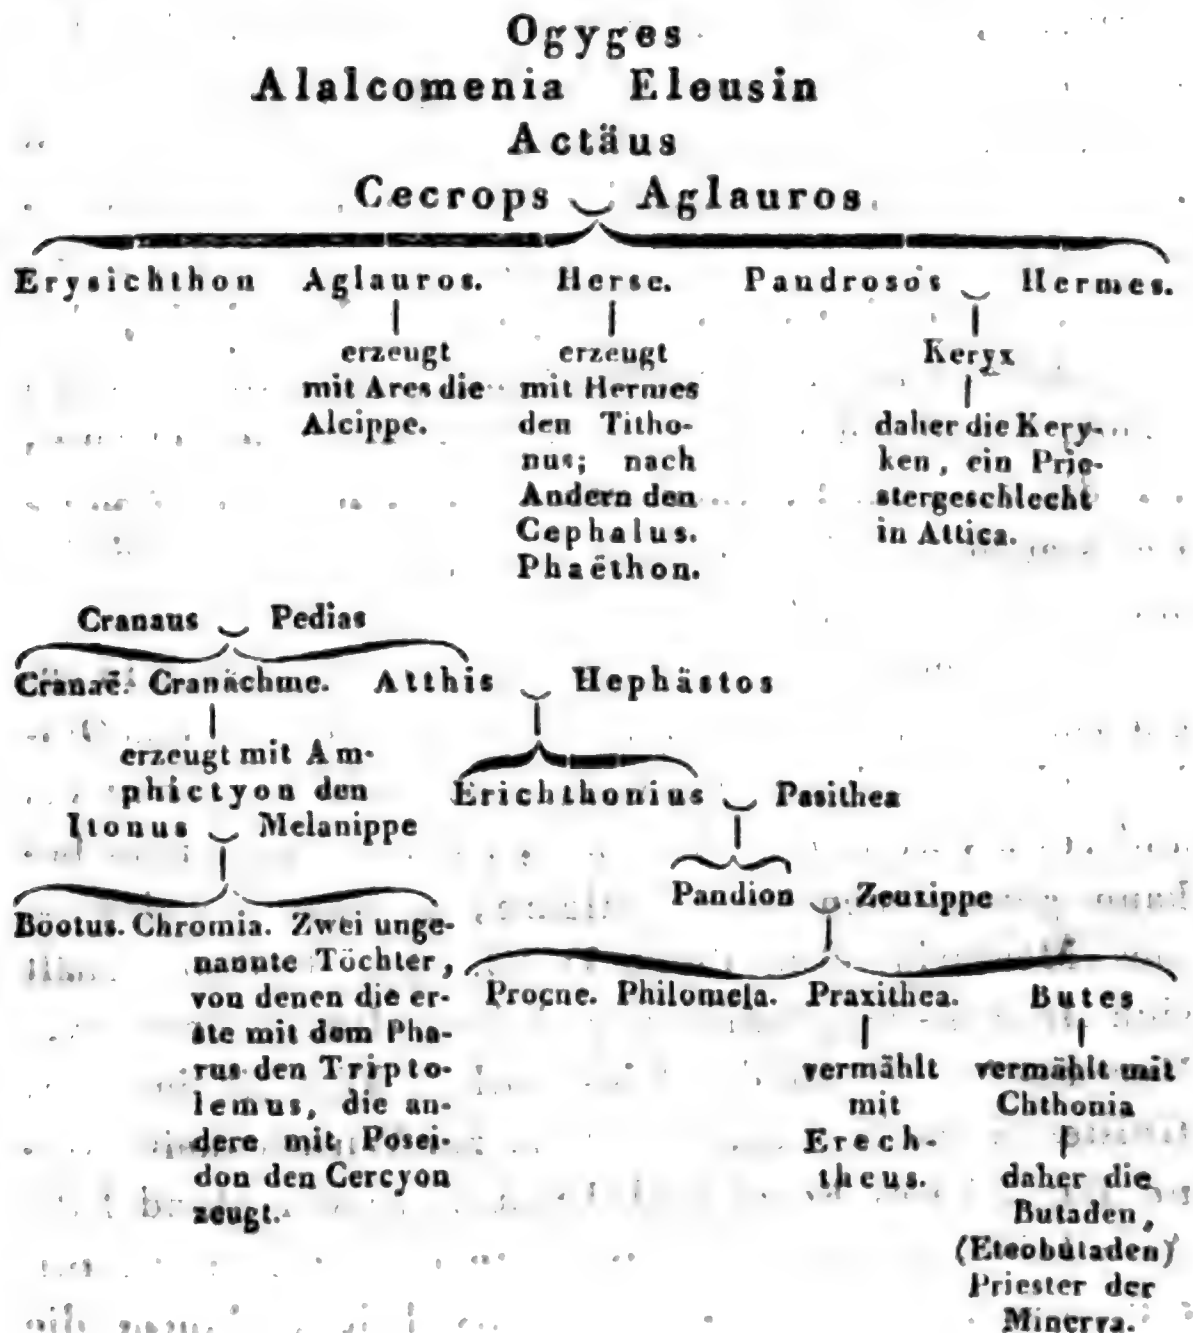 Ogyges
Alalcomenia Eleusin
Actäus
Cecrops Aglauros.
Erysichthon Aglauros. Herse. Pandrosos Hermes.
erzeugt
mit Ares die
Alcippe.
erzeugt
mit Hermes
den Titho-
nus; nach
Andern den
Cephalus.
Phaëthon.
Keryx
daher die Kery-
ken, ein Prie-
stergeschlecht
in Attica.
Cranaus Pedias
Cranaë. Cranächme. Atthis Hephästos
erzeugt mit Am-
phictyon den
Itonus Melanippe
Erichthonius Pasithea
Pandion Zeuxippe
Böotus. Chromia. Zwei unge-
nannte Töchter,
von denen die er-
ste mit dem Pha-
rus den Tripto-
lemus, die an-
dere mit Posei-
don den Cercyon
zeugt.
Procne. Philomela. Praxithea. Butes
vermählt
mit
Erech-
theus.
vermählt mit
Chthonia
daher die
Butaden,
(Eteobutaden)
Priester der
Minerva.